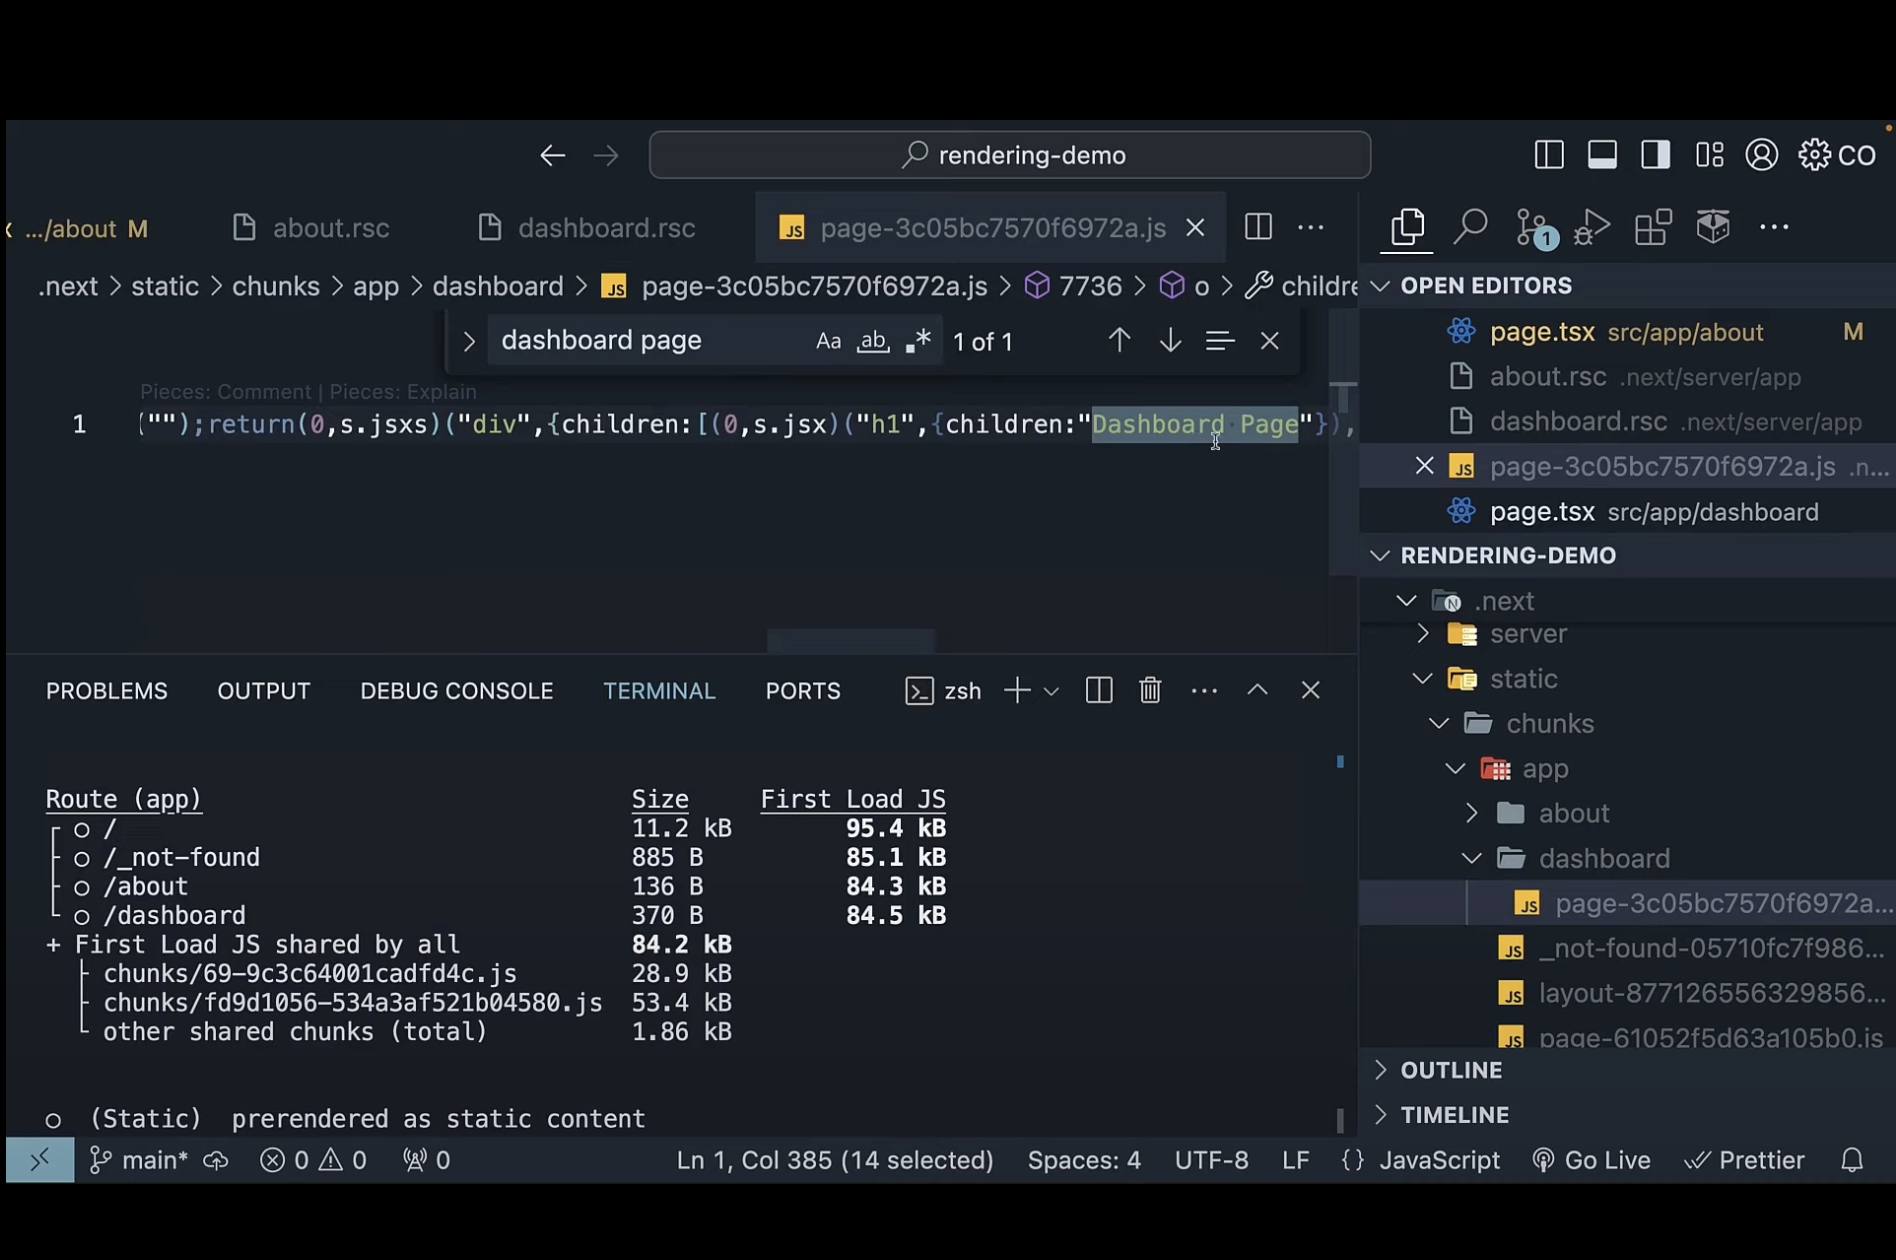 rendering-demo
CO
.../about M
about.rsc
dashboard.rsc
JS page-3c05bc7570f6972a.js
.next > static > chunks > app > dashboard > JS page-3c05bc7570f6972a.js > 7736 > o > childre
dashboard page Aa ab 1 of 1
Pieces: Comment | Pieces: Explain
1 ("");return(0,s.jsxs)("div",{children:[(0,s.jsx)("h1",{children:"Dashboard Page"}),
PROBLEMS OUTPUT DEBUG CONSOLE TERMINAL PORTS zsh
Route (app) Size First Load JS
┌ ○ / 11.2 kB 95.4 kB
├ ○ /_not-found 885 B 85.1 kB
├ ○ /about 136 B 84.3 kB
└ ○ /dashboard 370 B 84.5 kB
+ First Load JS shared by all 84.2 kB
├ chunks/69-9c3c64001cadfd4c.js 28.9 kB
├ chunks/fd9d1056-534a3af521b04580.js 53.4 kB
└ other shared chunks (total) 1.86 kB
○ (Static) prerendered as static content
1
OPEN EDITORS
page.tsx src/app/about M
about.rsc .next/server/app
dashboard.rsc .next/server/app
JS page-3c05bc7570f6972a.js .n...
page.tsx src/app/dashboard
RENDERING-DEMO
N .next
server
static
chunks
app
about
dashboard
JS page-3c05bc7570f6972a...
JS _not-found-05710fc7f986...
JS layout-877126556329856...
JS page-61052f5d63a105b0.js
OUTLINE
TIMELINE
main* 0 0 0 Ln 1, Col 385 (14 selected) Spaces: 4 UTF-8 LF {} JavaScript Go Live Prettier